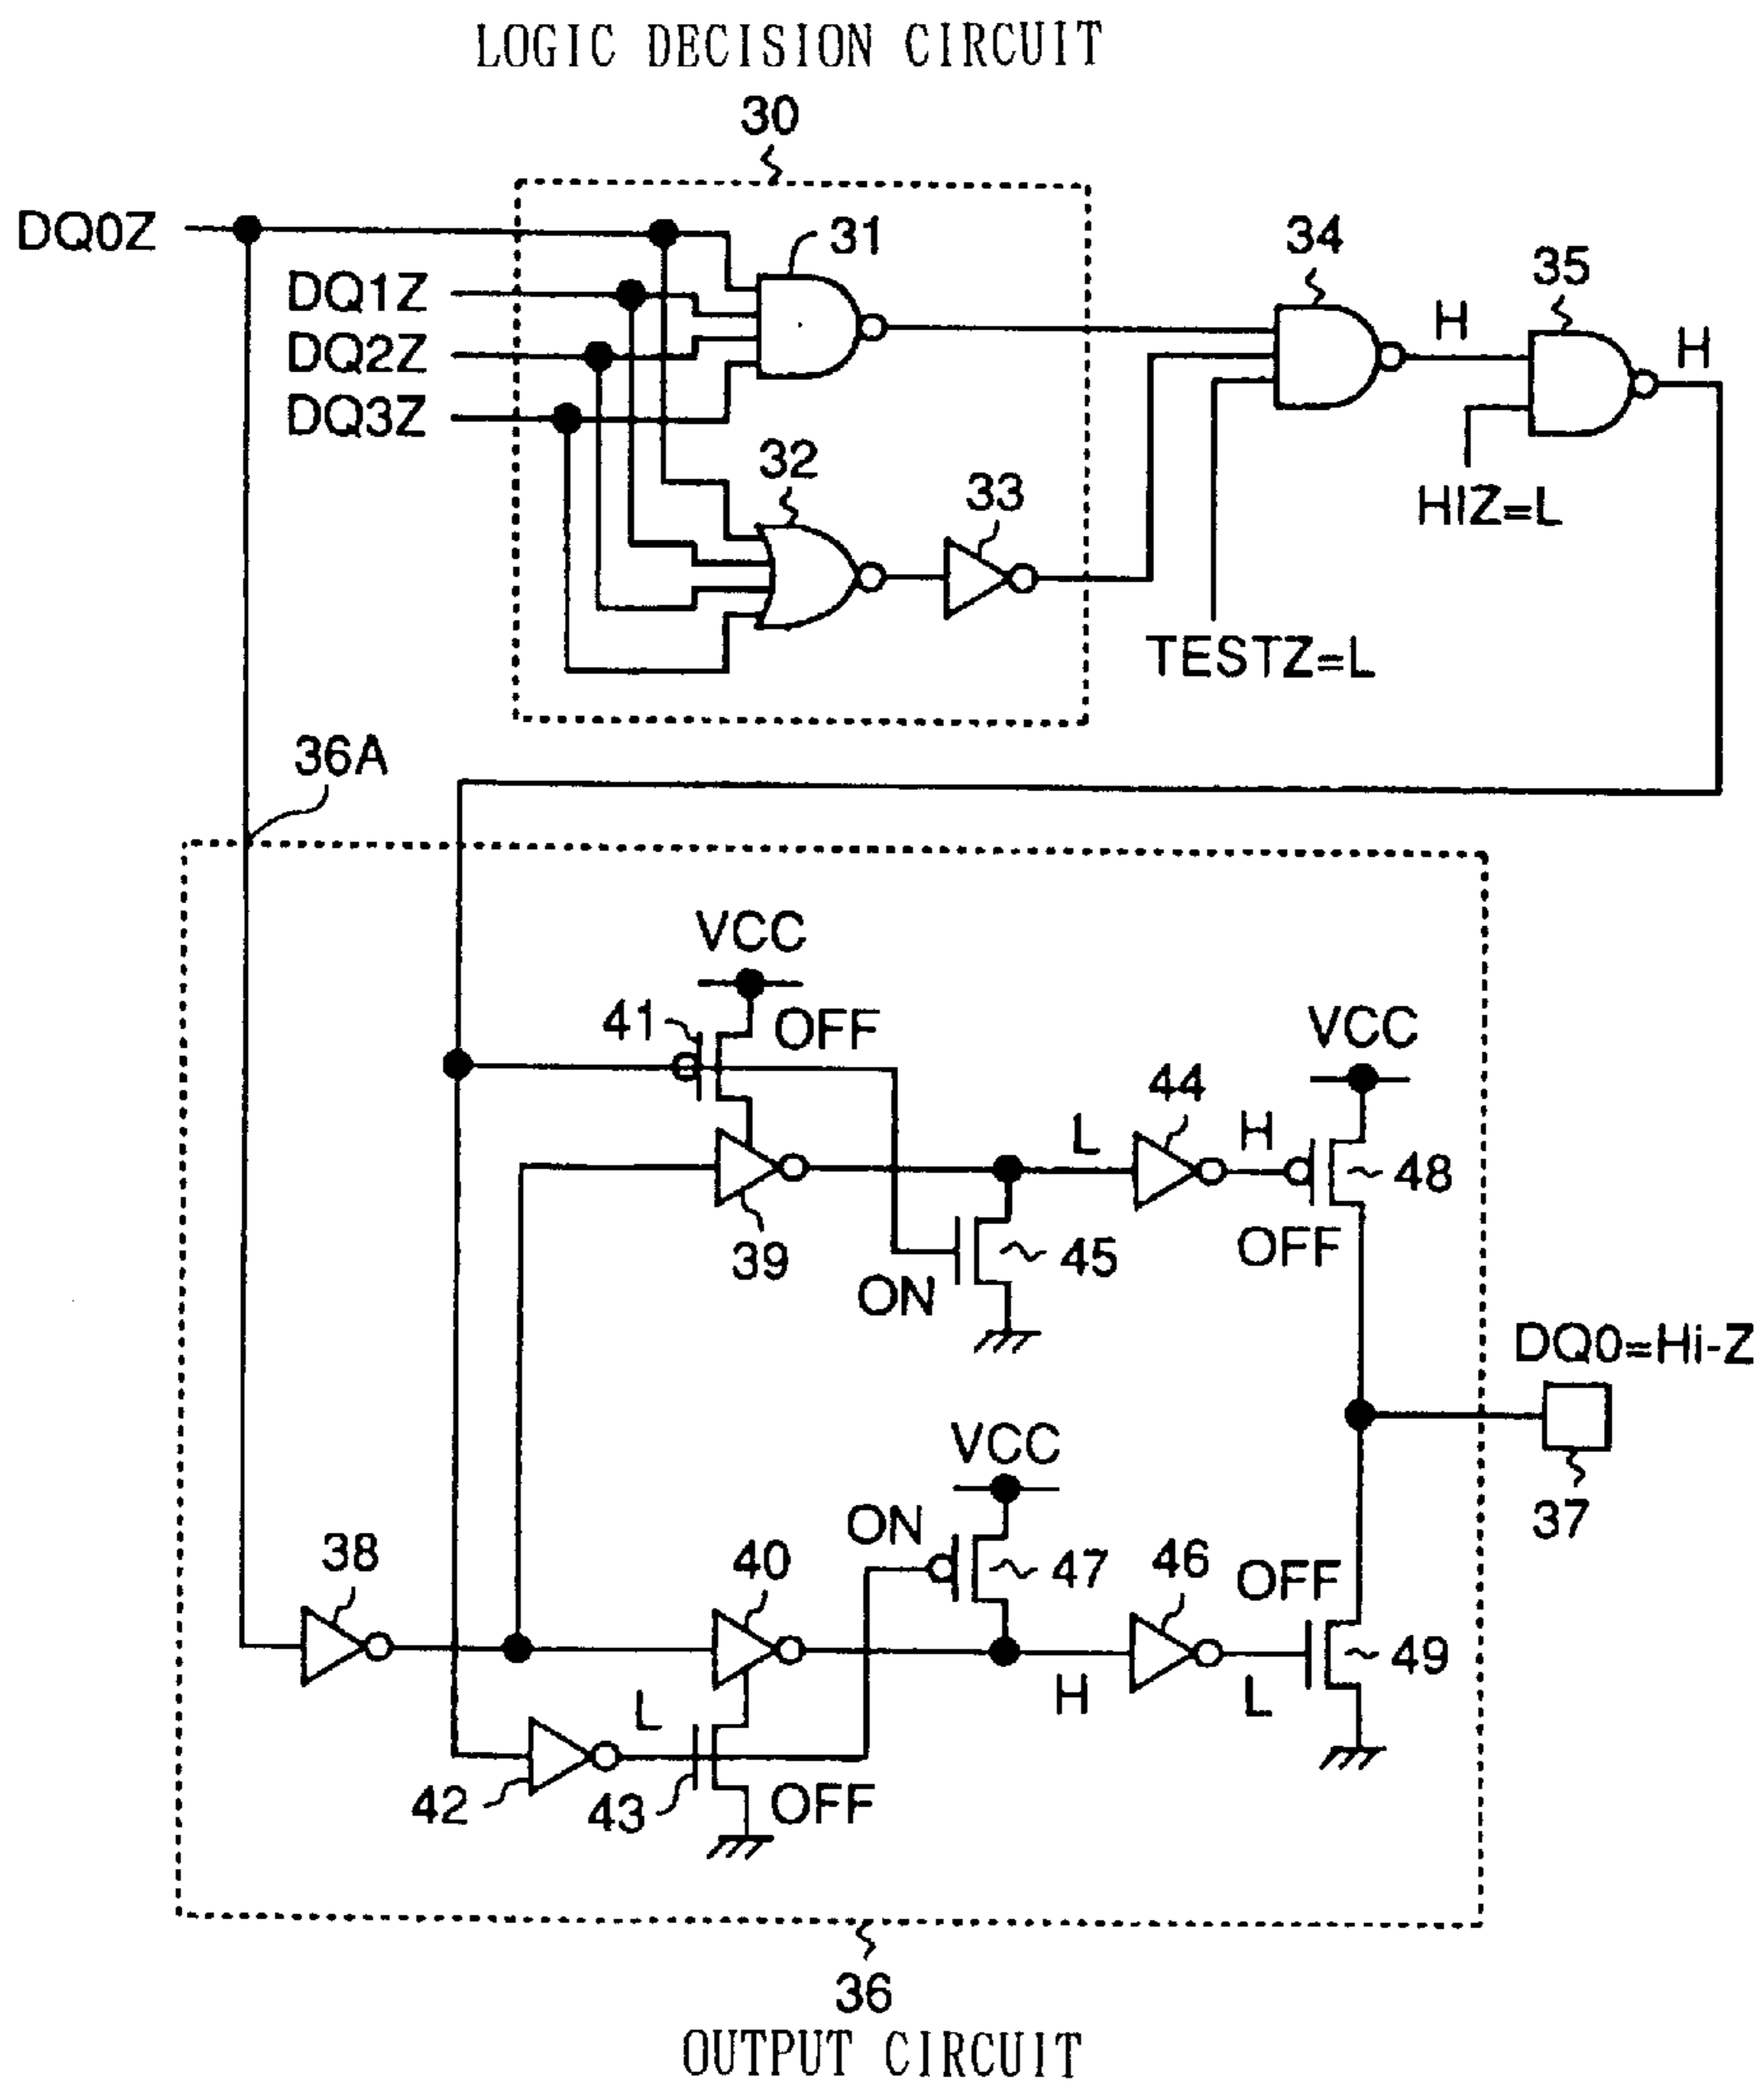 LOGIC DECISION CIRCUIT
30
DQ0Z
31
34
35
DQ1Z
H
H
DQ2Z
DQ3Z
32
33
HIZ=L
TESTZ=L
36A
VCC
41
OFF
VCC
44
L
H
48
39
45
OFF
ON
DQ0=Hi-Z
VCC
37
ON
38
40
47
46
OFF
49
L
H
L
42
43
OFF
36
OUTPUT CIRCUIT